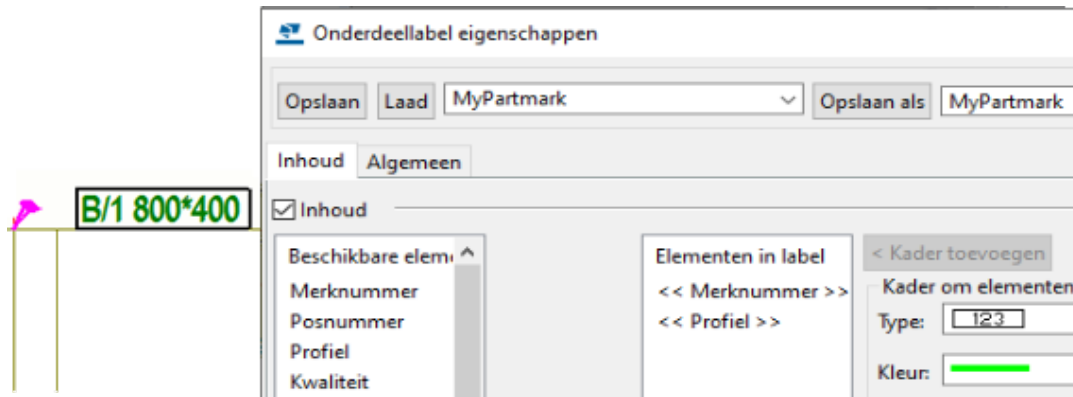 Onderdeellabel eigenschappen
Opslaan Laad MyPartmark Opslaan als MyPartmark
Inhoud Algemeen
B/1 800*400
Inhoud
Beschikbare eleme
Merknummer
Posnummer
Profiel
Kwaliteit
Elementen in label
<< Merknummer >>
<< Profiel >>
< Kader toevoegen
Kader om elementen
Type: 123
Kleur: